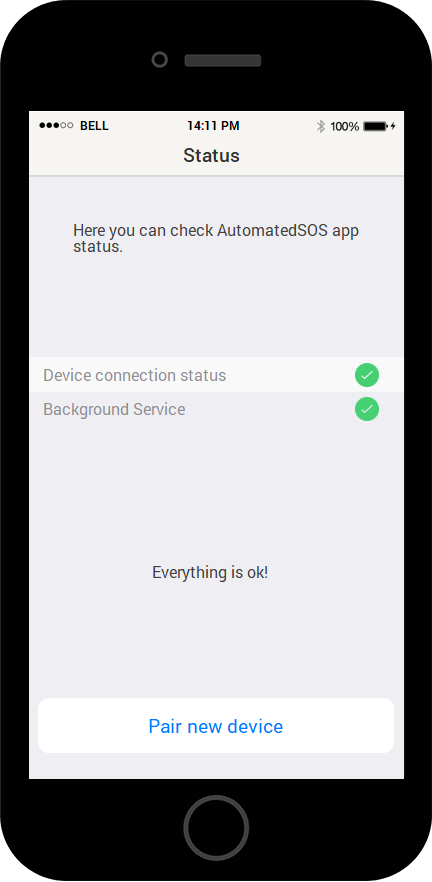 BELL 14:11 PM 100%
Status
Here you can check AutomatedSOS app
status.
Device connection status
Background Service
Everything is ok!
Pair new device